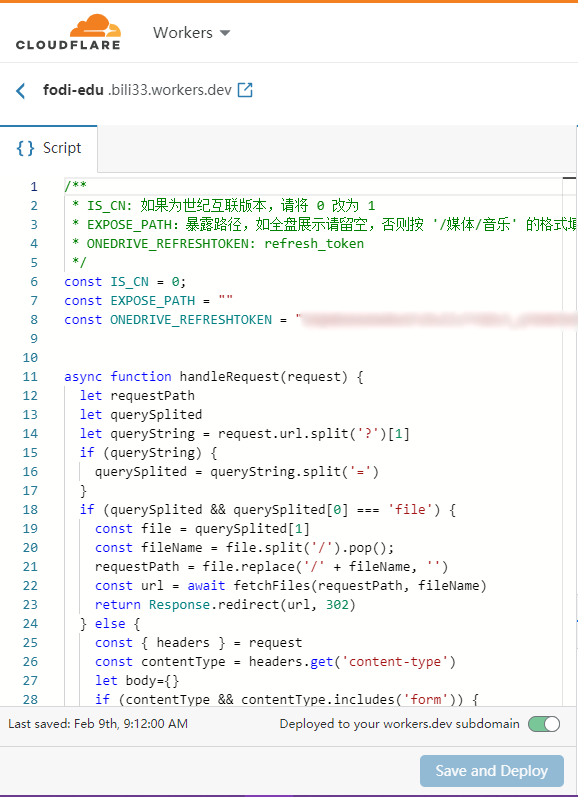 CLOUDFLARE
Workers
fodi-edu .bili33.workers.dev
{} Script
1 /**
2 * IS_CN: 如果为世纪互联版本，请将 0 改为 1
3 * EXPOSE_PATH：暴露路径，如全盘展示请留空，否则按 '/媒体/音乐' 的格式填
4 * ONEDRIVE_REFRESHTOKEN: refresh_token
5 */
6 const IS_CN = 0;
7 const EXPOSE_PATH = ""
8 const ONEDRIVE_REFRESHTOKEN = "
9
10
11 async function handleRequest(request) {
12 let requestPath
13 let querySplited
14 let queryString = request.url.split('?')[1]
15 if (queryString) {
16 querySplited = queryString.split('=')
17 }
18 if (querySplited && querySplited[0] === 'file') {
19 const file = querySplited[1]
20 const fileName = file.split('/').pop();
21 requestPath = file.replace('/' + fileName, '')
22 const url = await fetchFiles(requestPath, fileName)
23 return Response.redirect(url, 302)
24 } else {
25 const { headers } = request
26 const contentType = headers.get('content-type')
27 let body={}
28 if (contentType && contentType.includes('form')) {
Last saved: Feb 9th, 9:12:00 AM
Deployed to your workers.dev subdomain
Save and Deploy